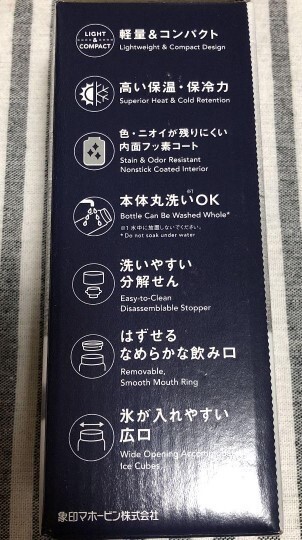 LIGHT
&
COMPACT
軽量&コンパクト
Lightweight & Compact Design
高い保温・保冷力
Superior Heat & Cold Retention
色・ニオイが残りにくい
内面フッ素コート
Stain & Odor Resistant
Nonstick Coated Interior
本体丸洗い※1OK
Bottle Can Be Washed Whole*
※1 水中に放置しないでください。
* Do not soak under water
洗いやすい
分解せん
Easy-to-Clean
Disassemblable Stopper
はずせる
なめらかな飲み口
Removable,
Smooth Mouth Ring
氷が入れやすい
広口
Wide Opening
Ice Cubes
象印マホービン株式会社